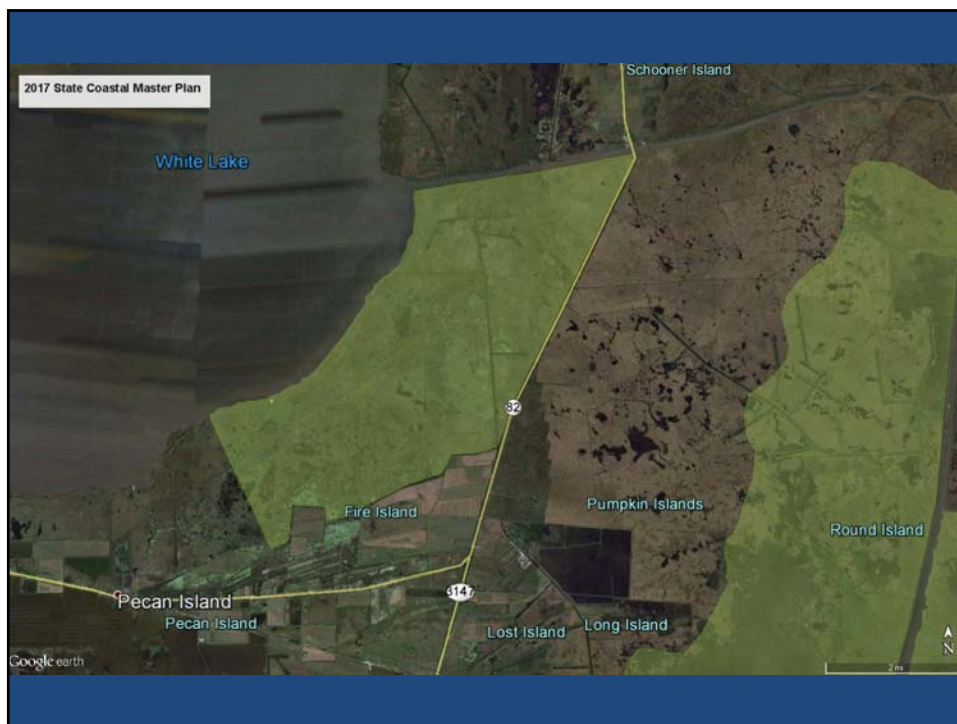 Schooner Island
2017 State Coastal Master Plan
White Lake
82
Fire Island
Pumpkin Islands
Round Island
3147
Pecan Island
Pecan Island
Lost Island
Long Island
N
Google earth
2 mi